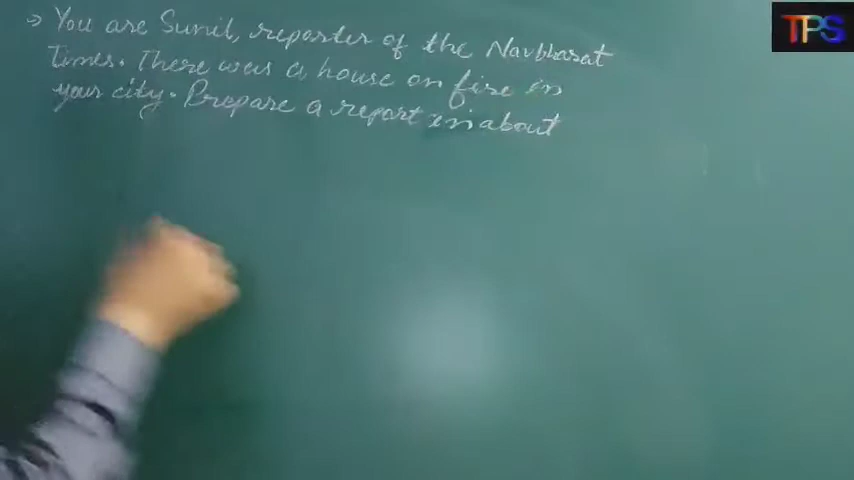 → You are Sunil, reporter of the Navbharat
Times. There was a house on fire in
your city. Prepare a report in about
TPS